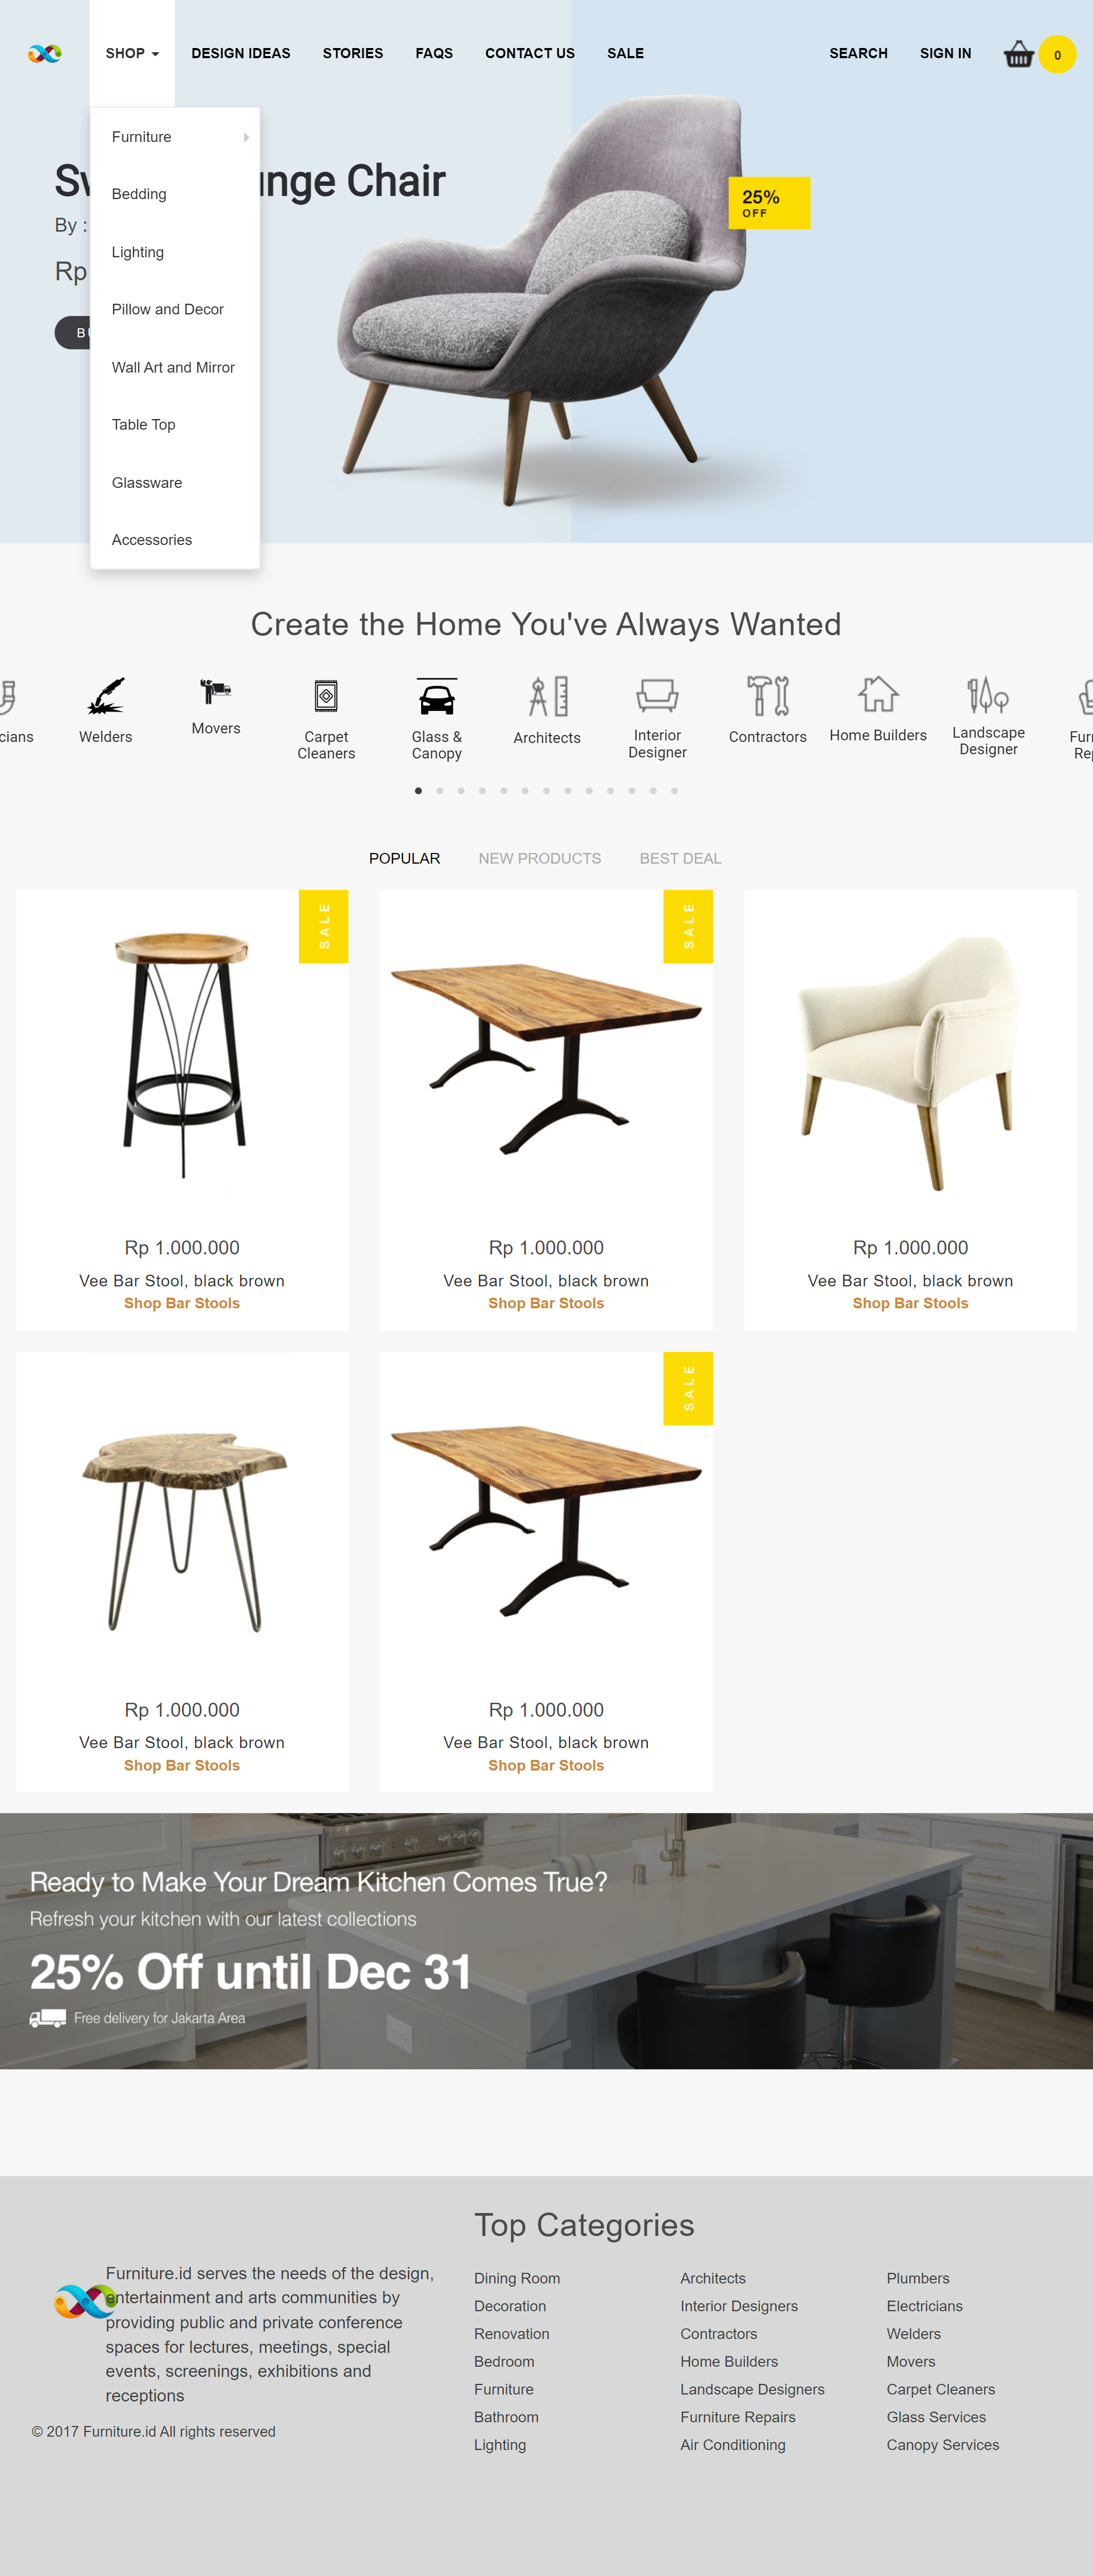 SHOP
DESIGN IDEAS
STORIES
FAQS
CONTACT US
SALE
SEARCH
SIGN IN
0
Furniture
Bedding
Lighting
Pillow and Decor
Wall Art and Mirror
Table Top
Glassware
Accessories
Chair
By :
Rp
25%
OFF
Create the Home You've Always Wanted
Welders
Movers
Carpet
Cleaners
Glass &
Canopy
Architects
Interior
Designer
Contractors
Home Builders
Landscape
Designer
POPULAR
NEW PRODUCTS
BEST DEAL
SALE
SALE
Rp 1.000.000
Vee Bar Stool, black brown
Shop Bar Stools
Rp 1.000.000
Vee Bar Stool, black brown
Shop Bar Stools
Rp 1.000.000
Vee Bar Stool, black brown
Shop Bar Stools
SALE
Rp 1.000.000
Vee Bar Stool, black brown
Shop Bar Stools
Rp 1.000.000
Vee Bar Stool, black brown
Shop Bar Stools
Ready to Make Your Dream Kitchen Comes True?
Refresh your kitchen with our latest collections
25% Off until Dec 31
Free delivery for Jakarta Area
Furniture.id serves the needs of the design,
entertainment and arts communities by
providing public and private conference
spaces for lectures, meetings, special
events, screenings, exhibitions and
receptions
© 2017 Furniture.id All rights reserved
Top Categories
Dining Room
Decoration
Renovation
Bedroom
Furniture
Bathroom
Lighting
Architects
Interior Designers
Contractors
Home Builders
Landscape Designers
Furniture Repairs
Air Conditioning
Plumbers
Electricians
Welders
Movers
Carpet Cleaners
Glass Services
Canopy Services